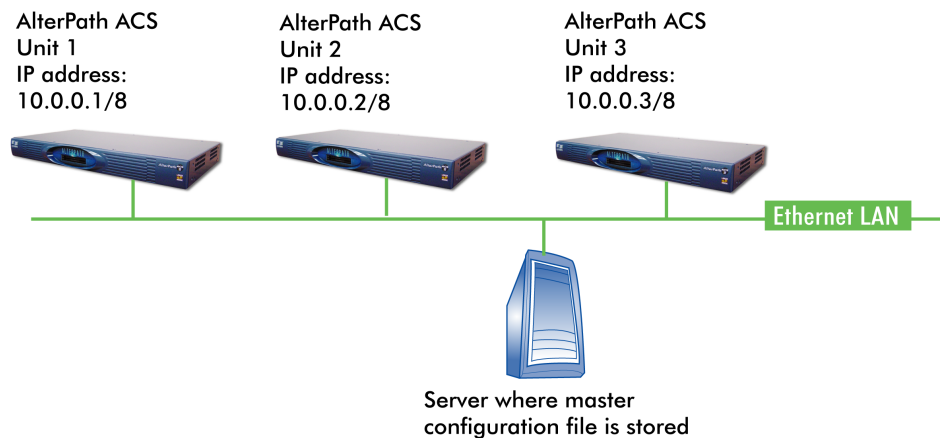 AlterPath ACS
Unit 1
IP address:
10.0.0.1/8
AlterPath ACS
Unit 2
IP address:
10.0.0.2/8
AlterPath ACS
Unit 3
IP address:
10.0.0.3/8
Ethernet LAN
Server where master
configuration file is stored